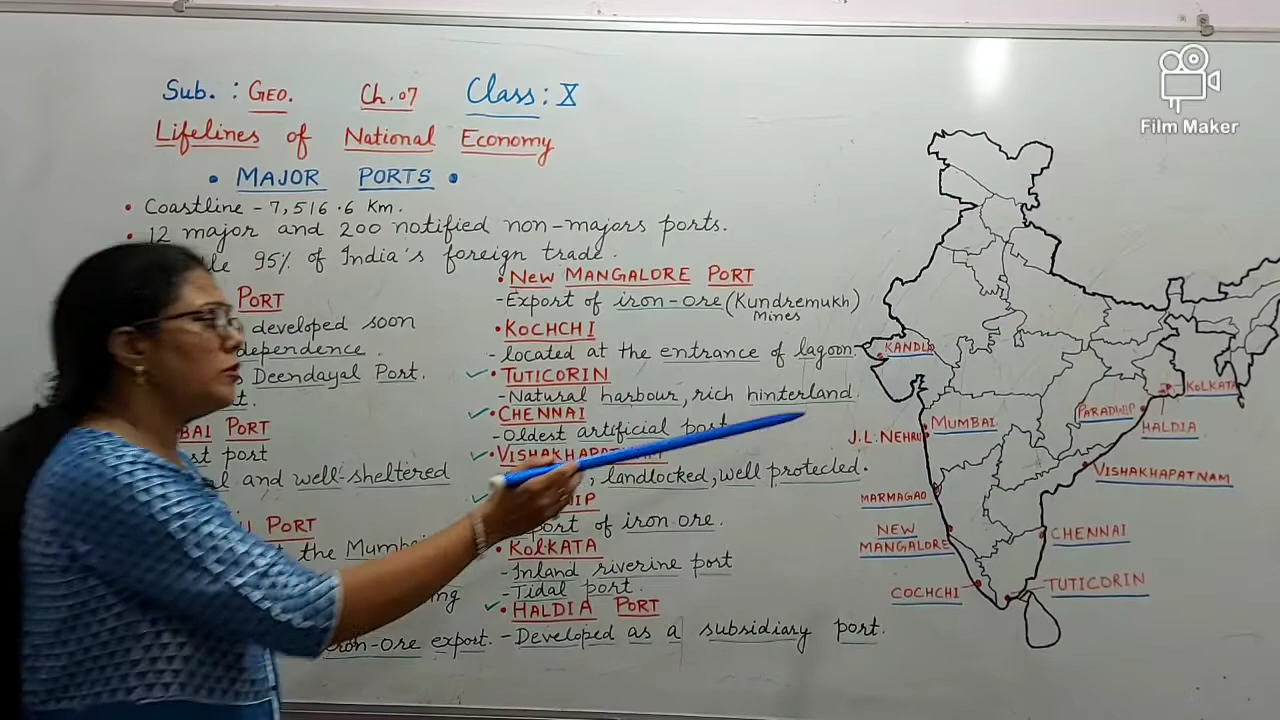 Sub. : GEO. Ch. 07 Class : X
Lifelines of National Economy
• MAJOR PORTS •
• Coastline - 7,516.6 Km.
• 12 major and 200 notified non-majors ports.
95% of India's foreign trade.
PORT
developed soon
Deendayal Port.
PORT
port
and well-sheltered
PORT
the
iron-ore export.
• NEW MANGALORE PORT
- Export of iron-ore (Kundremukh)
Mines
• KOCHCHI
- located at the entrance of lagoon
✓ • TUTICORIN
- Natural harbour, rich hinterland.
✓ • CHENNAI
- Oldest artificial port
✓ • VISHAKHAPATNAM
, landlocked, well protected.
of iron ore.
• KOLKATA
- Inland riverine port
- Tidal port.
✓ • HALDIA PORT
- Developed as a subsidiary port.
Film Maker
KANDLA
KOLKATA
MUMBAI
PARADWIP
HALDIA
J.L. NEHRU
VISHAKHAPATNAM
MARMAGAO
NEW
MANGALORE
CHENNAI
COCHCHI
TUTICORIN